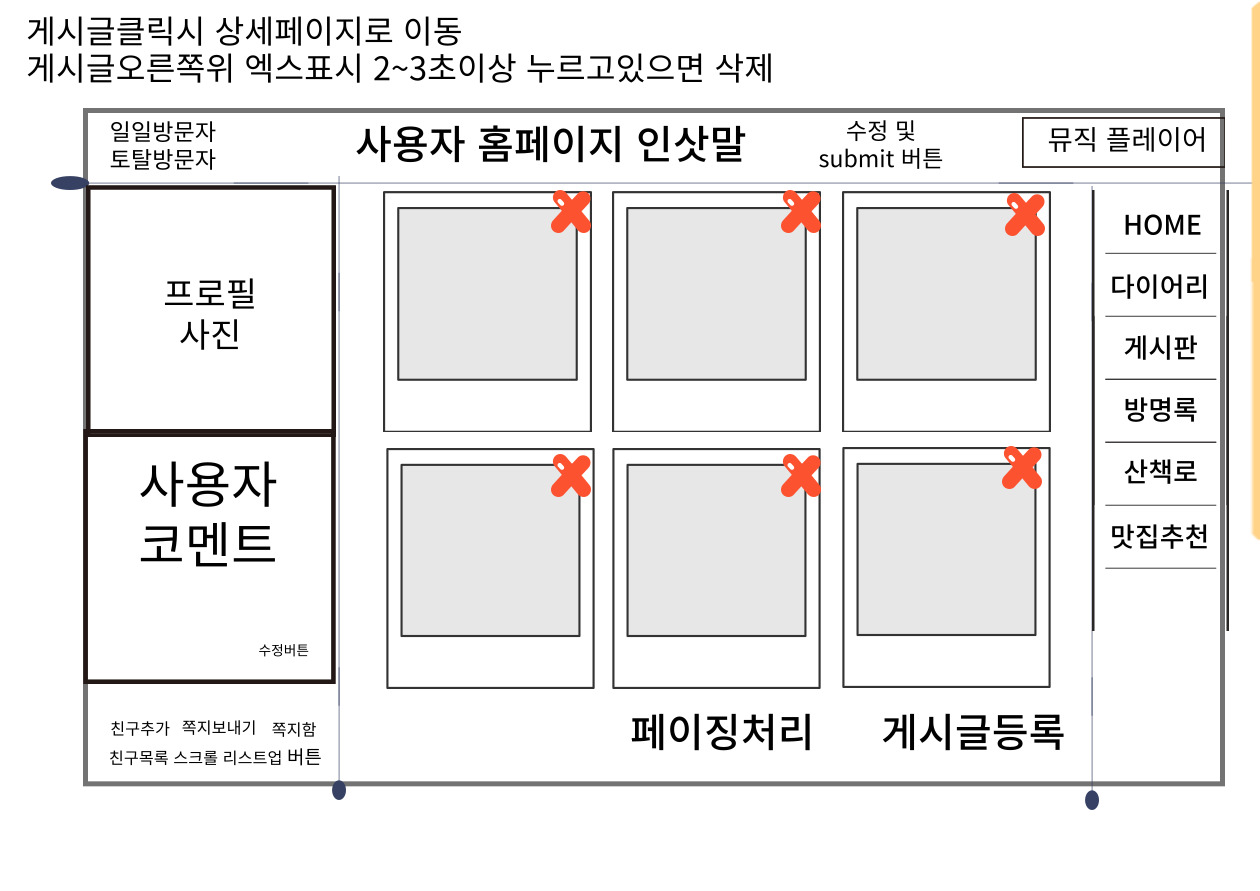 게시글클릭시 상세페이지로 이동
게시글오른쪽위 엑스표시 2~3초이상 누르고있으면 삭제
일일방문자
토탈방문자
사용자 홈페이지 인삿말
수정 및
submit 버튼
뮤직 플레이어
프로필
사진
사용자
코멘트
수정버튼
친구추가 쪽지보내기 쪽지함
친구목록 스크롤 리스트업 버튼
HOME
다이어리
게시판
방명록
산책로
맛집추천
페이징처리
게시글등록